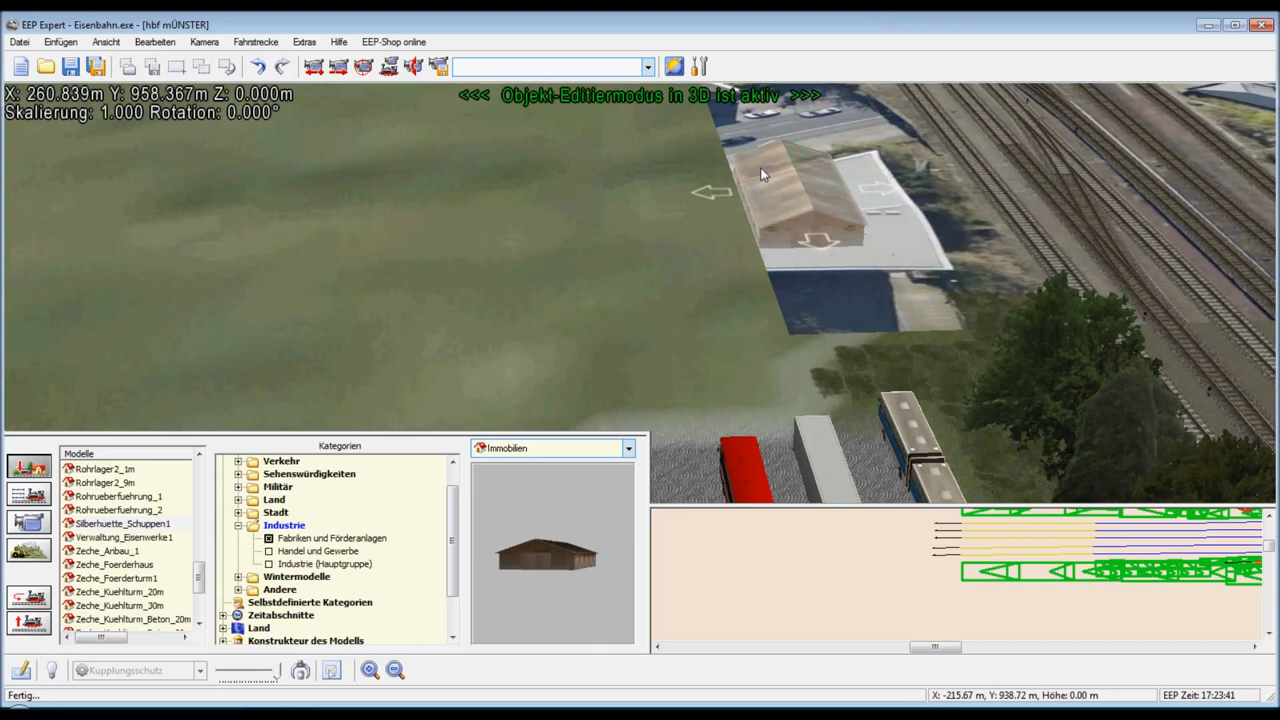 EEP Expert - Eisenbahn.exe - [hbf mÜNSTER]
Datei Einfügen Ansicht Bearbeiten Kamera Fahrstrecke Extras Hilfe EEP-Shop online
X: 260.839m Y: 958.367m Z: 0.000m
<<< Objekt-Editiermodus in 3D ist aktiv >>>
Skalierung: 1.000 Rotation: 0.000°
Modelle
Rohrlager2_1m
Rohrlager2_9m
Rohrueberfuehrung_1
Rohrueberfuehrung_2
Silberhuette_Schuppen1
Verwaltung_Eisenwerke1
Zeche_Anbau_1
Zeche_Foerderhaus
Zeche_Foerderturm1
Zeche_Kuehlturm_20m
Zeche_Kuehlturm_30m
Zeche_Kuehlturm_Beton_20m
Kategorien
Verkehr
Sehenswürdigkeiten
Militär
Land
Stadt
Industrie
Fabriken und Förderanlagen
Handel und Gewerbe
Industrie (Hauptgruppe)
Wintermodelle
Andere
Selbstdefinierte Kategorien
Zeitabschnitte
Land
Konstrukteur des Modells
Immobilien
Kupplungsschutz
Fertig...
X: -215.67 m, Y: 938.72 m, Höhe: 0.00 m
EEP Zeit: 17:23:41